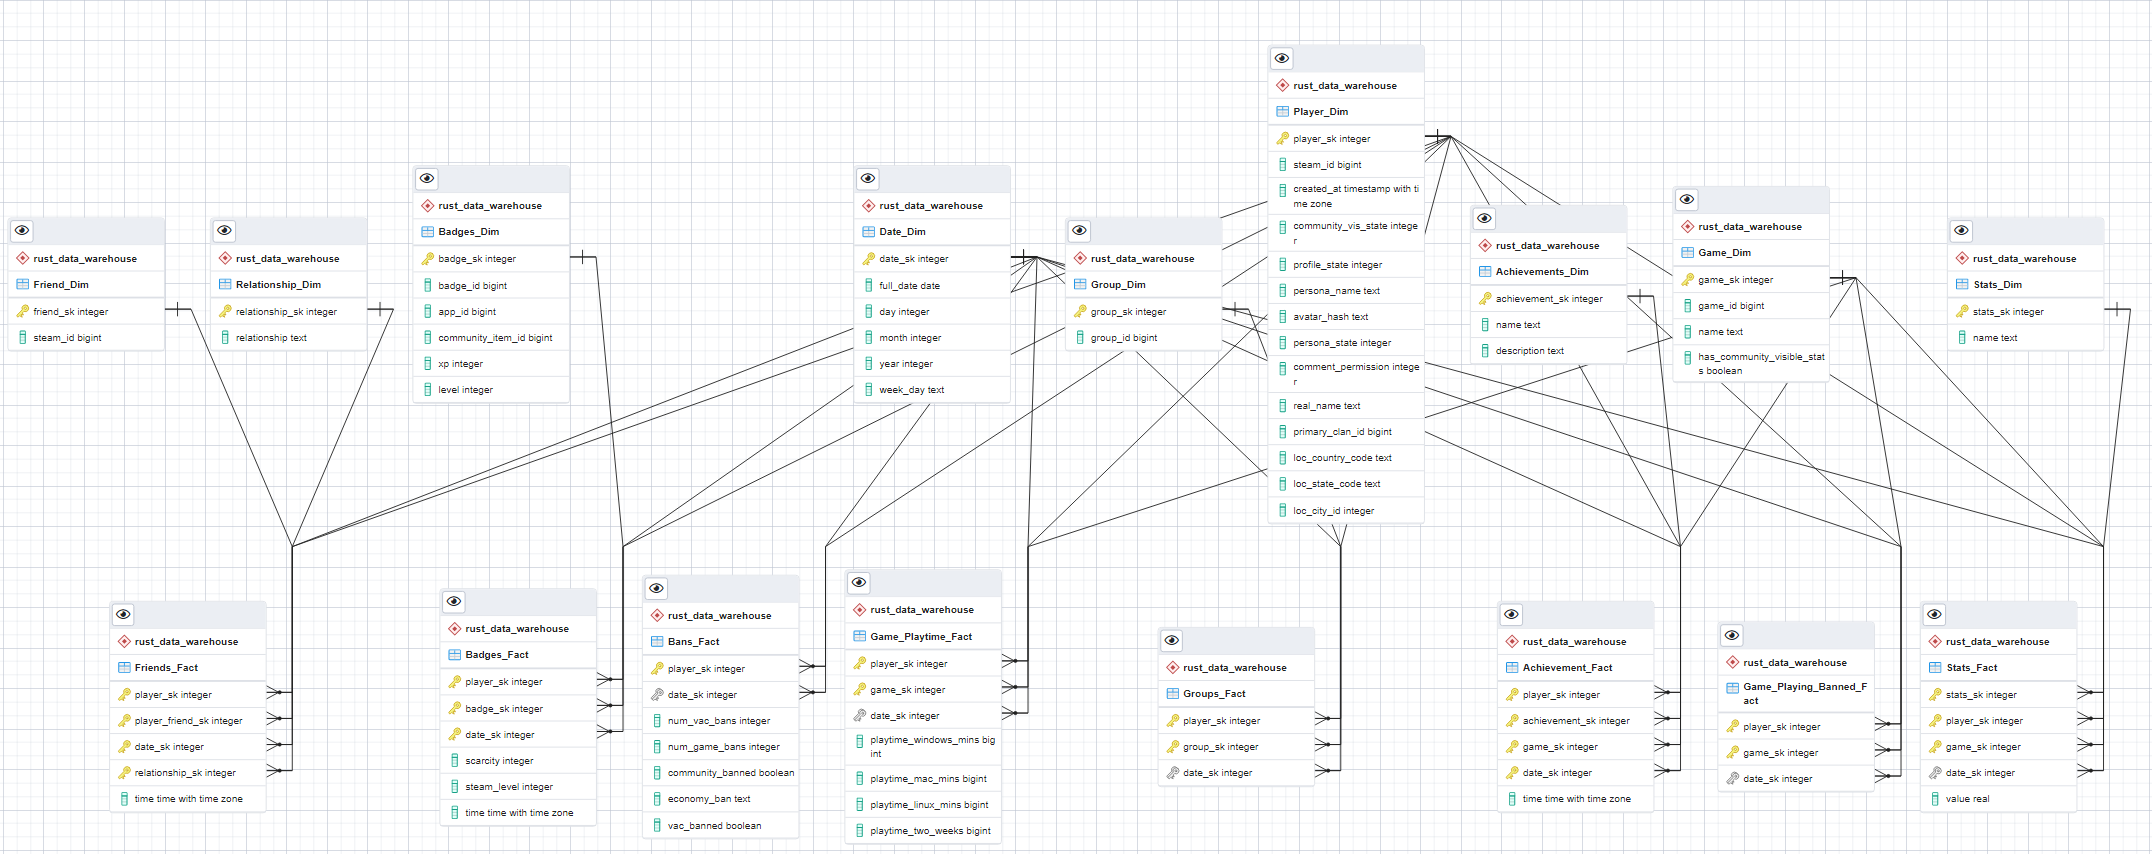 rust_data_warehouse
Player_Dim
player_sk integer
steam_id bigint
created_at timestamp with ti
me zone
community_vis_state intege
r
profile_state integer
persona_name text
avatar_hash text
persona_state integer
comment_permission intege
r
real_name text
primary_clan_id bigint
loc_country_code text
loc_state_code text
loc_city_id integer
rust_data_warehouse
Friend_Dim
friend_sk integer
steam_id bigint
rust_data_warehouse
Relationship_Dim
relationship_sk integer
relationship text
rust_data_warehouse
Badges_Dim
badge_sk integer
badge_id bigint
app_id bigint
community_item_id bigint
xp integer
level integer
rust_data_warehouse
Date_Dim
date_sk integer
full_date date
day integer
month integer
year integer
week_day text
rust_data_warehouse
Group_Dim
group_sk integer
group_id bigint
rust_data_warehouse
Achievements_Dim
achievement_sk integer
name text
description text
rust_data_warehouse
Game_Dim
game_sk integer
game_id bigint
name text
has_community_visible_stat
s boolean
rust_data_warehouse
Stats_Dim
stats_sk integer
name text
rust_data_warehouse
Friends_Fact
player_sk integer
player_friend_sk integer
date_sk integer
relationship_sk integer
time time with time zone
rust_data_warehouse
Badges_Fact
player_sk integer
badge_sk integer
date_sk integer
scarcity integer
steam_level integer
time time with time zone
rust_data_warehouse
Bans_Fact
player_sk integer
date_sk integer
num_vac_bans integer
num_game_bans integer
community_banned boolean
economy_ban text
vac_banned boolean
rust_data_warehouse
Game_Playtime_Fact
player_sk integer
game_sk integer
date_sk integer
playtime_windows_mins big
int
playtime_mac_mins bigint
playtime_linux_mins bigint
playtime_two_weeks bigint
rust_data_warehouse
Groups_Fact
player_sk integer
group_sk integer
date_sk integer
rust_data_warehouse
Achievement_Fact
player_sk integer
achievement_sk integer
game_sk integer
date_sk integer
time time with time zone
rust_data_warehouse
Game_Playing_Banned_F
act
player_sk integer
game_sk integer
date_sk integer
rust_data_warehouse
Stats_Fact
stats_sk integer
player_sk integer
game_sk integer
date_sk integer
value real